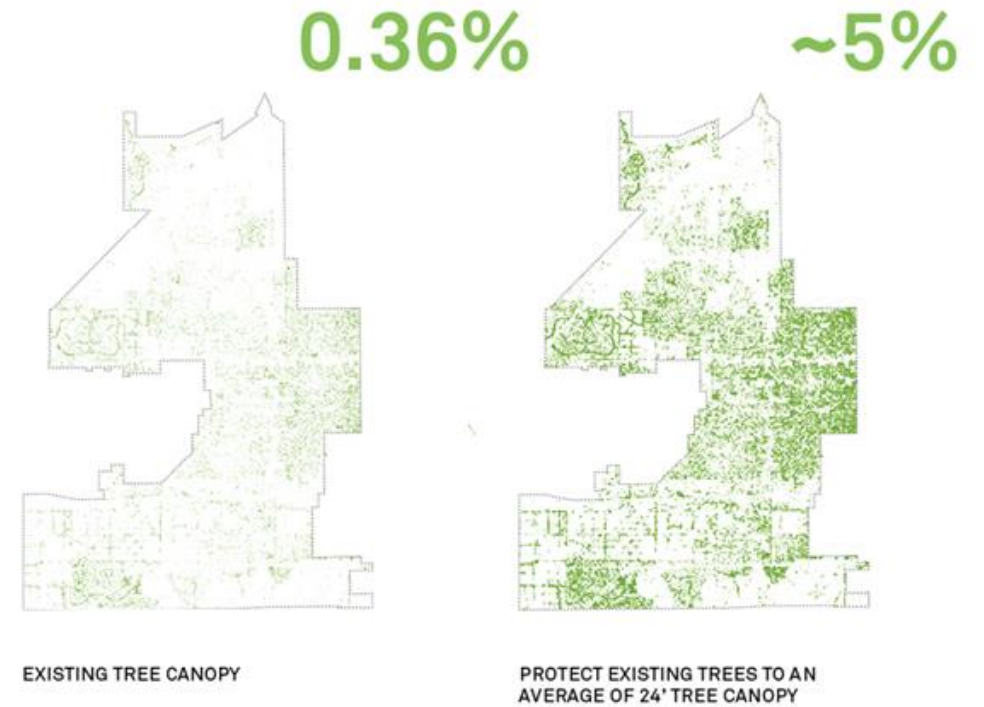 0.36%
~5%
EXISTING TREE CANOPY
PROTECT EXISTING TREES TO AN
AVERAGE OF 24' TREE CANOPY